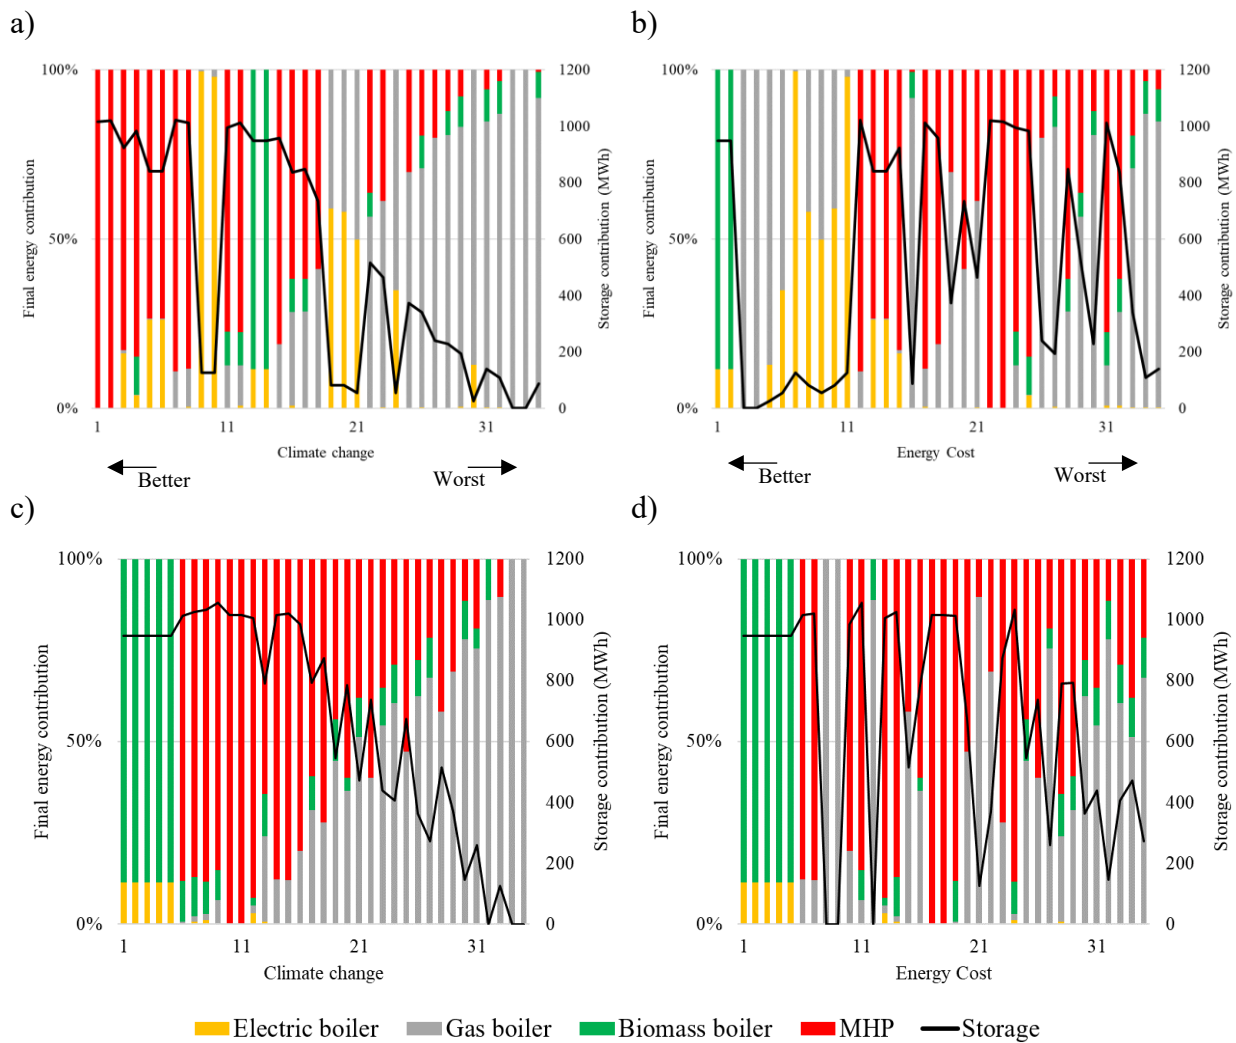 a)
100%
50%
0%
Final energy contribution
1200
1000
800
600
400
200
0
Storage contribution (MWh)
1
11
21
31
Climate change
Better
Worst
b)
100%
50%
0%
Final energy contribution
1200
1000
800
600
400
200
0
Storage contribution (MWh)
1
11
21
31
Energy Cost
Better
Worst
c)
100%
50%
0%
Final energy contribution
1200
1000
800
600
400
200
0
Storage contribution (MWh)
1
11
21
31
Climate change
d)
100%
50%
0%
Final energy contribution
1200
1000
800
600
400
200
0
Storage contribution (MWh)
1
11
21
31
Energy Cost
Electric boiler
Gas boiler
Biomass boiler
MHP
Storage